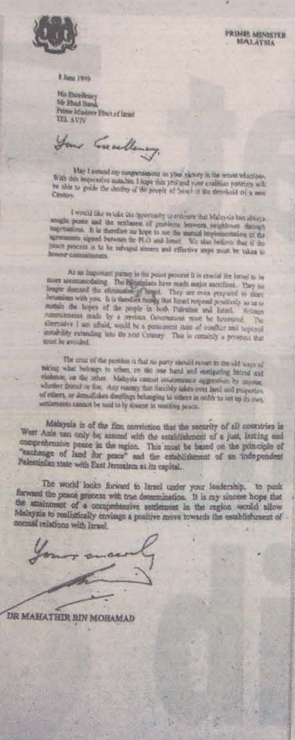 PRIME MINISTER
MALAYSIA
8 June 1999
His Excellency
Mr Ehud Barak
Prime Minister Elect of Israel
TEL AVIV
Your Excellency,
May I extend my congratulations on your victory in the recent elections.
With this impressive mandate, I hope that you and your coalition partners will
be able to guide the destiny of the people of Israel in the threshold of a new
Century.
I would like to take the opportunity to reiterate that Malaysia has always
sought peace and the settlement of problems between neighbours through
negotiations. It is therefore no hope to see the mutual implementation of the
agreement signed between the PLO and Israel. We also believe that if the
peace process is to be salvaged sincere and effective steps must be taken to
honour commitments.
As an important partner in the peace process it is crucial for Israel to be
more accommodating. The Palestinians have made major sacrifices. They no
longer demand the elimination of Israel. They are even prepared to share
Jerusalem with you. It is therefore timely that Israel respond positively so as to
sustain the hopes of the people in both Palestine and Israel.
commitments made by a previous Government must be honoured. The
alternative I am afraid, would be a persistent state of conflict and regional
instability extending into the next Century. This is certainly a prospect that
must be avoided.
The crux of the problem is that no party should revert to the old ways of
taking what belongs to others, on the one hand and instigating hatred and
violence, on the other. Malaysia cannot countenance aggression by anyone,
whether friend or foe. Any country that forcibly takes over land and properties
of others, or demolishes dwellings belonging to others in order to set up its own
settlements cannot be said to be sincere in wanting peace.
Malaysia is of the firm conviction that the security of all countries in
West Asia can only be assured with the establishment of a just, lasting and
comprehensive peace in the region. This must be based on the principle of
"exchange of land for peace" and the establishment of an independent
Palestinian state with East Jerusalem as its capital.
The world looks forward to Israel under your leadership, to push
forward the peace process with true determination. It is my sincere hope that
the attainment of a comprehensive settlement in the region would allow
Malaysia to realistically envisage a positive move towards the establishment of
normal relations with Israel.
Yours sincerely
DR MAHATHIR BIN MOHAMAD